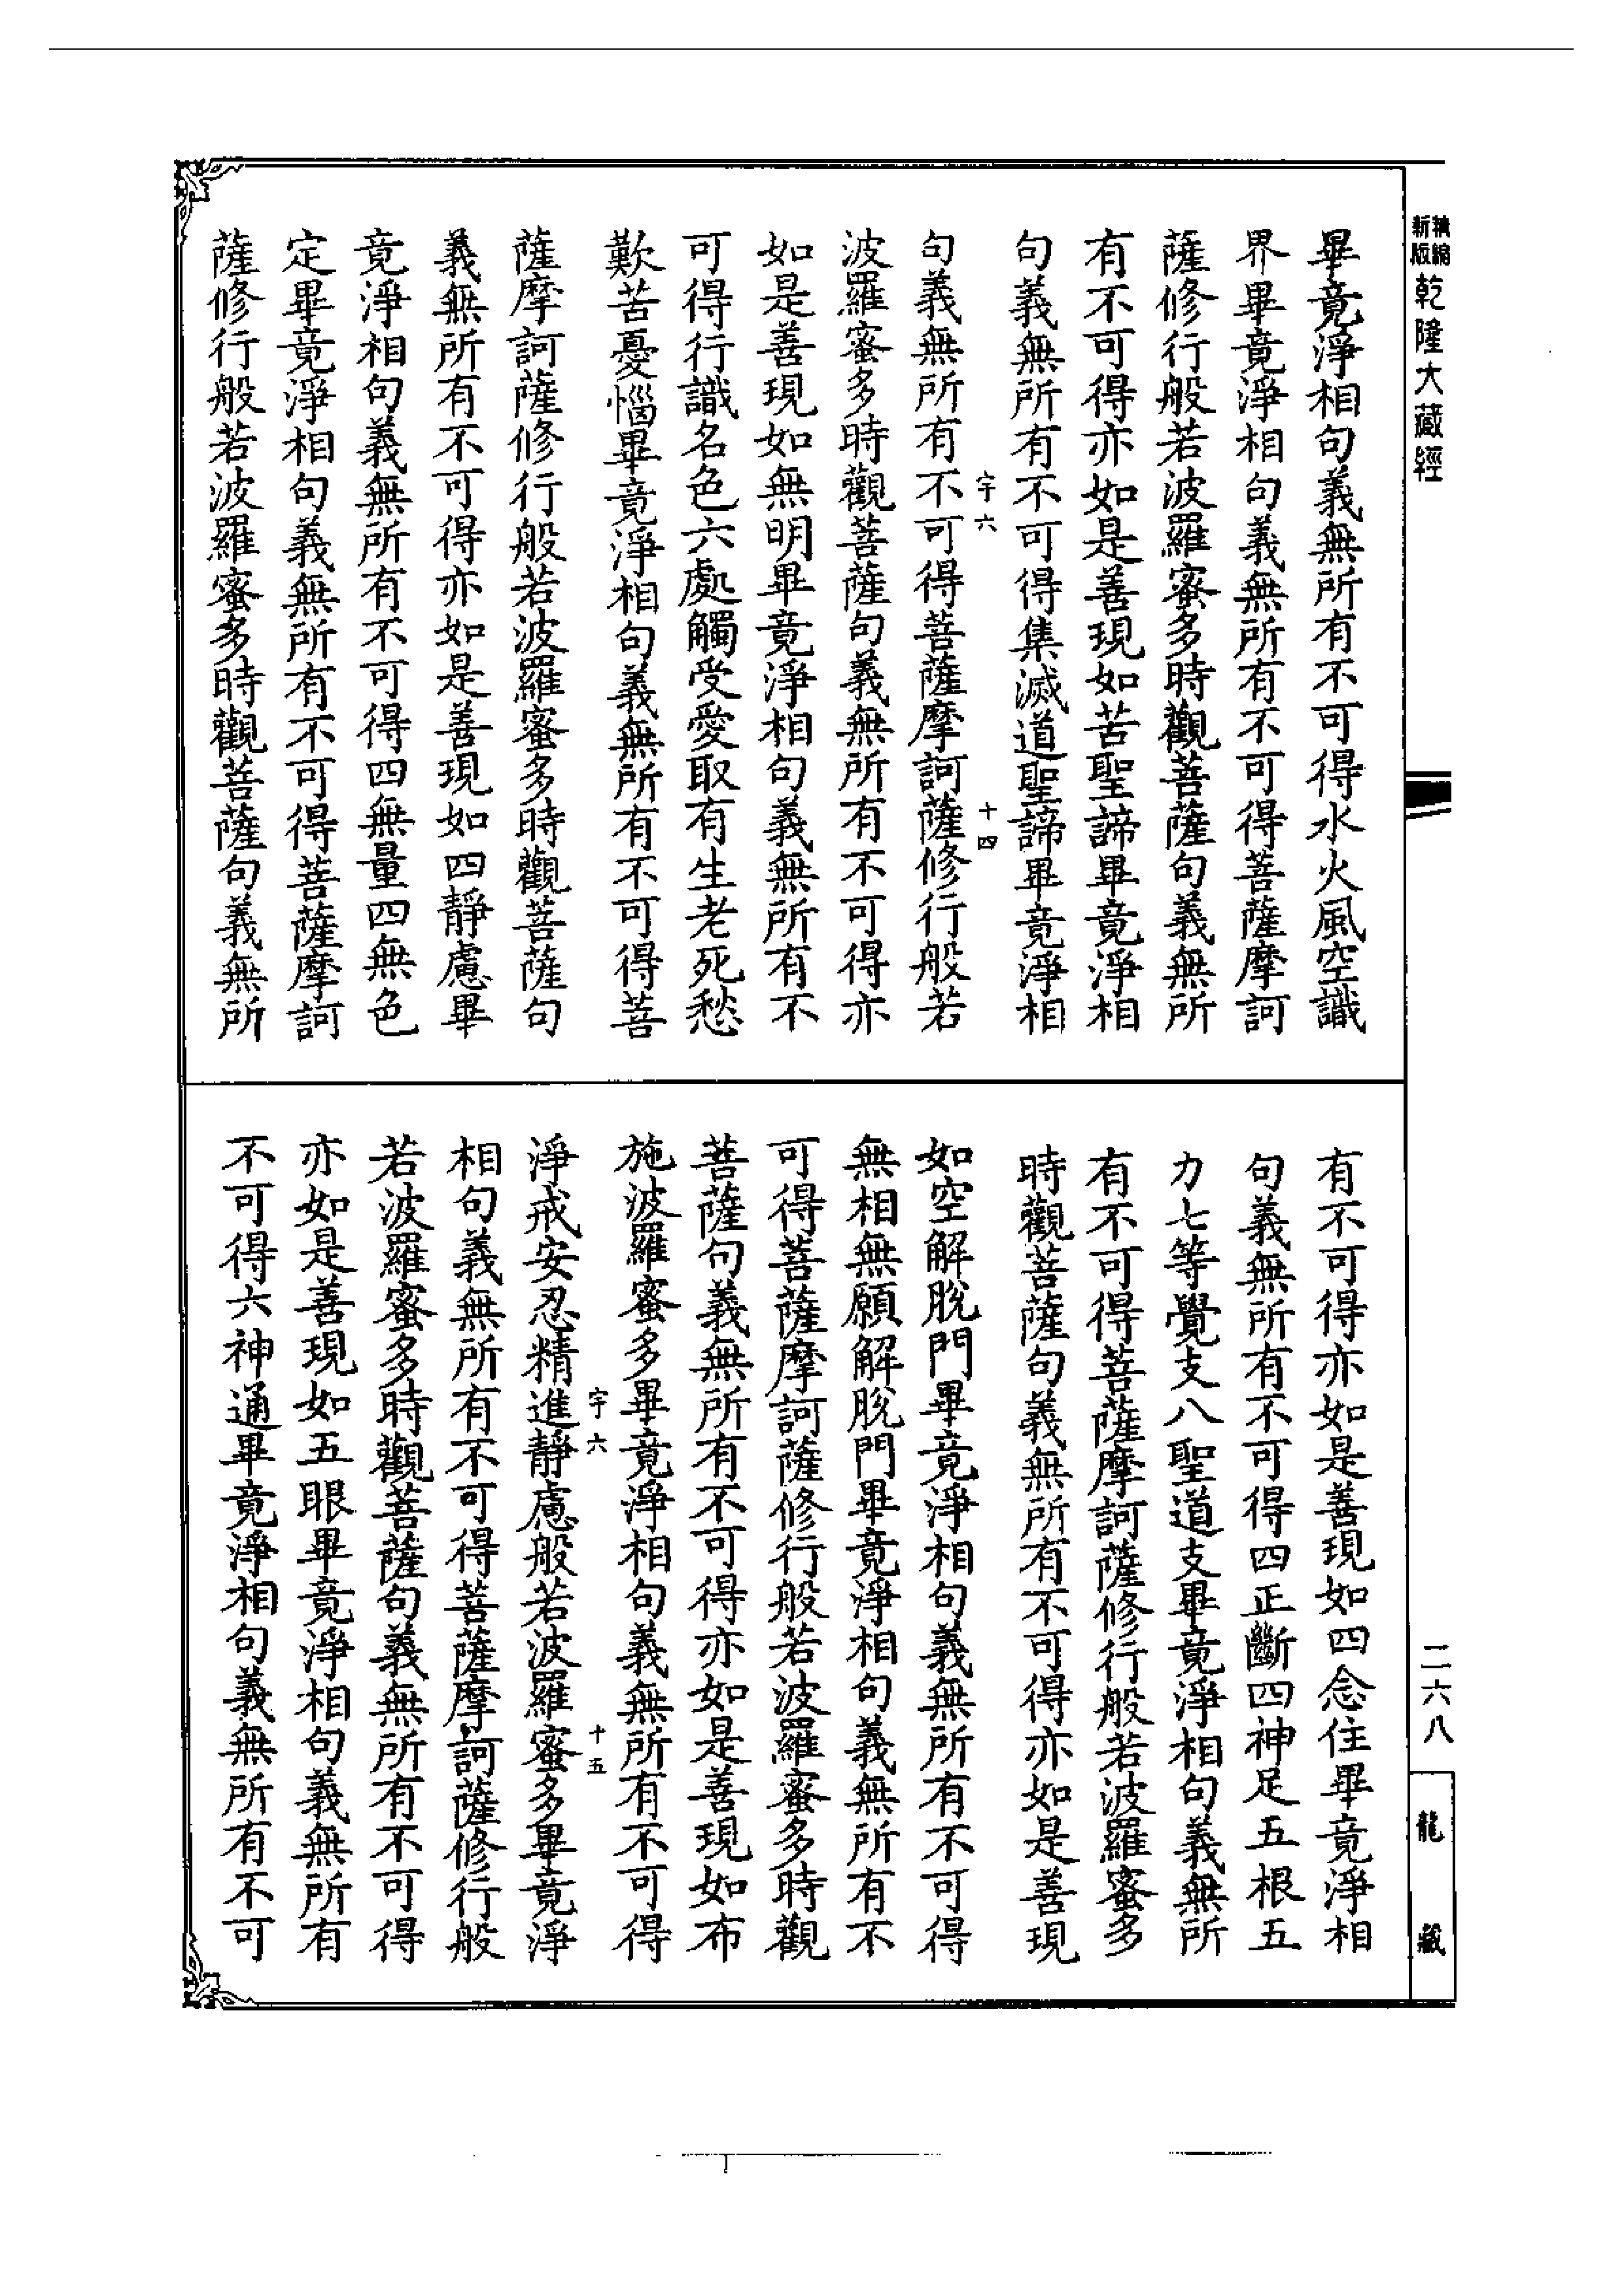 精縮新版
乾隆大藏經
畢竟淨相句義無所有不可得水火風空識
界畢竟淨相句義無所有不可得菩薩摩訶
薩修行般若波羅蜜多時觀菩薩句義無所
有不可得亦如是善現如苦聖諦畢竟淨相
句義無所有不可得集滅道聖諦畢竟淨相
字六 十四
句義無所有不可得菩薩摩訶薩修行般若
波羅蜜多時觀菩薩句義無所有不可得亦
如是善現如無明畢竟淨相句義無所有不
可得行識名色六處觸受愛取有生老死愁
歎苦憂惱畢竟淨相句義無所有不可得菩
薩摩訶薩修行般若波羅蜜多時觀菩薩句
義無所有不可得亦如是善現如四靜慮畢
竟淨相句義無所有不可得四無量四無色
定畢竟淨相句義無所有不可得菩薩摩訶
薩修行般若波羅蜜多時觀菩薩句義無所
有不可得亦如是善現如四念住畢竟淨相
句義無所有不可得四正斷四神足五根五
力七等覺支八聖道支畢竟淨相句義無所
有不可得菩薩摩訶薩修行般若波羅蜜多
時觀菩薩句義無所有不可得亦如是善現
如空解脫門畢竟淨相句義無所有不可得
無相無願解脫門畢竟淨相句義無所有不
可得菩薩摩訶薩修行般若波羅蜜多時觀
菩薩句義無所有不可得亦如是善現如布
施波羅蜜多畢竟淨相句義無所有不可得
字六 十五
淨戒安忍精進靜慮般若波羅蜜多畢竟淨
相句義無所有不可得菩薩摩訶薩修行般
若波羅蜜多時觀菩薩句義無所有不可得
亦如是善現如五眼畢竟淨相句義無所有
不可得六神通畢竟淨相句義無所有不可
二六八
龍藏